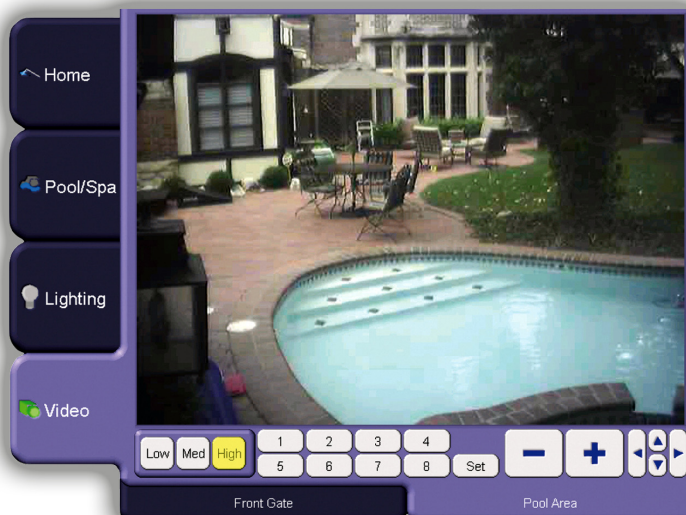 Home
Pool/Spa
Lighting
Video
Low Med High
1 2 3 4
5 6 7 8 Set
- +
Front Gate Pool Area